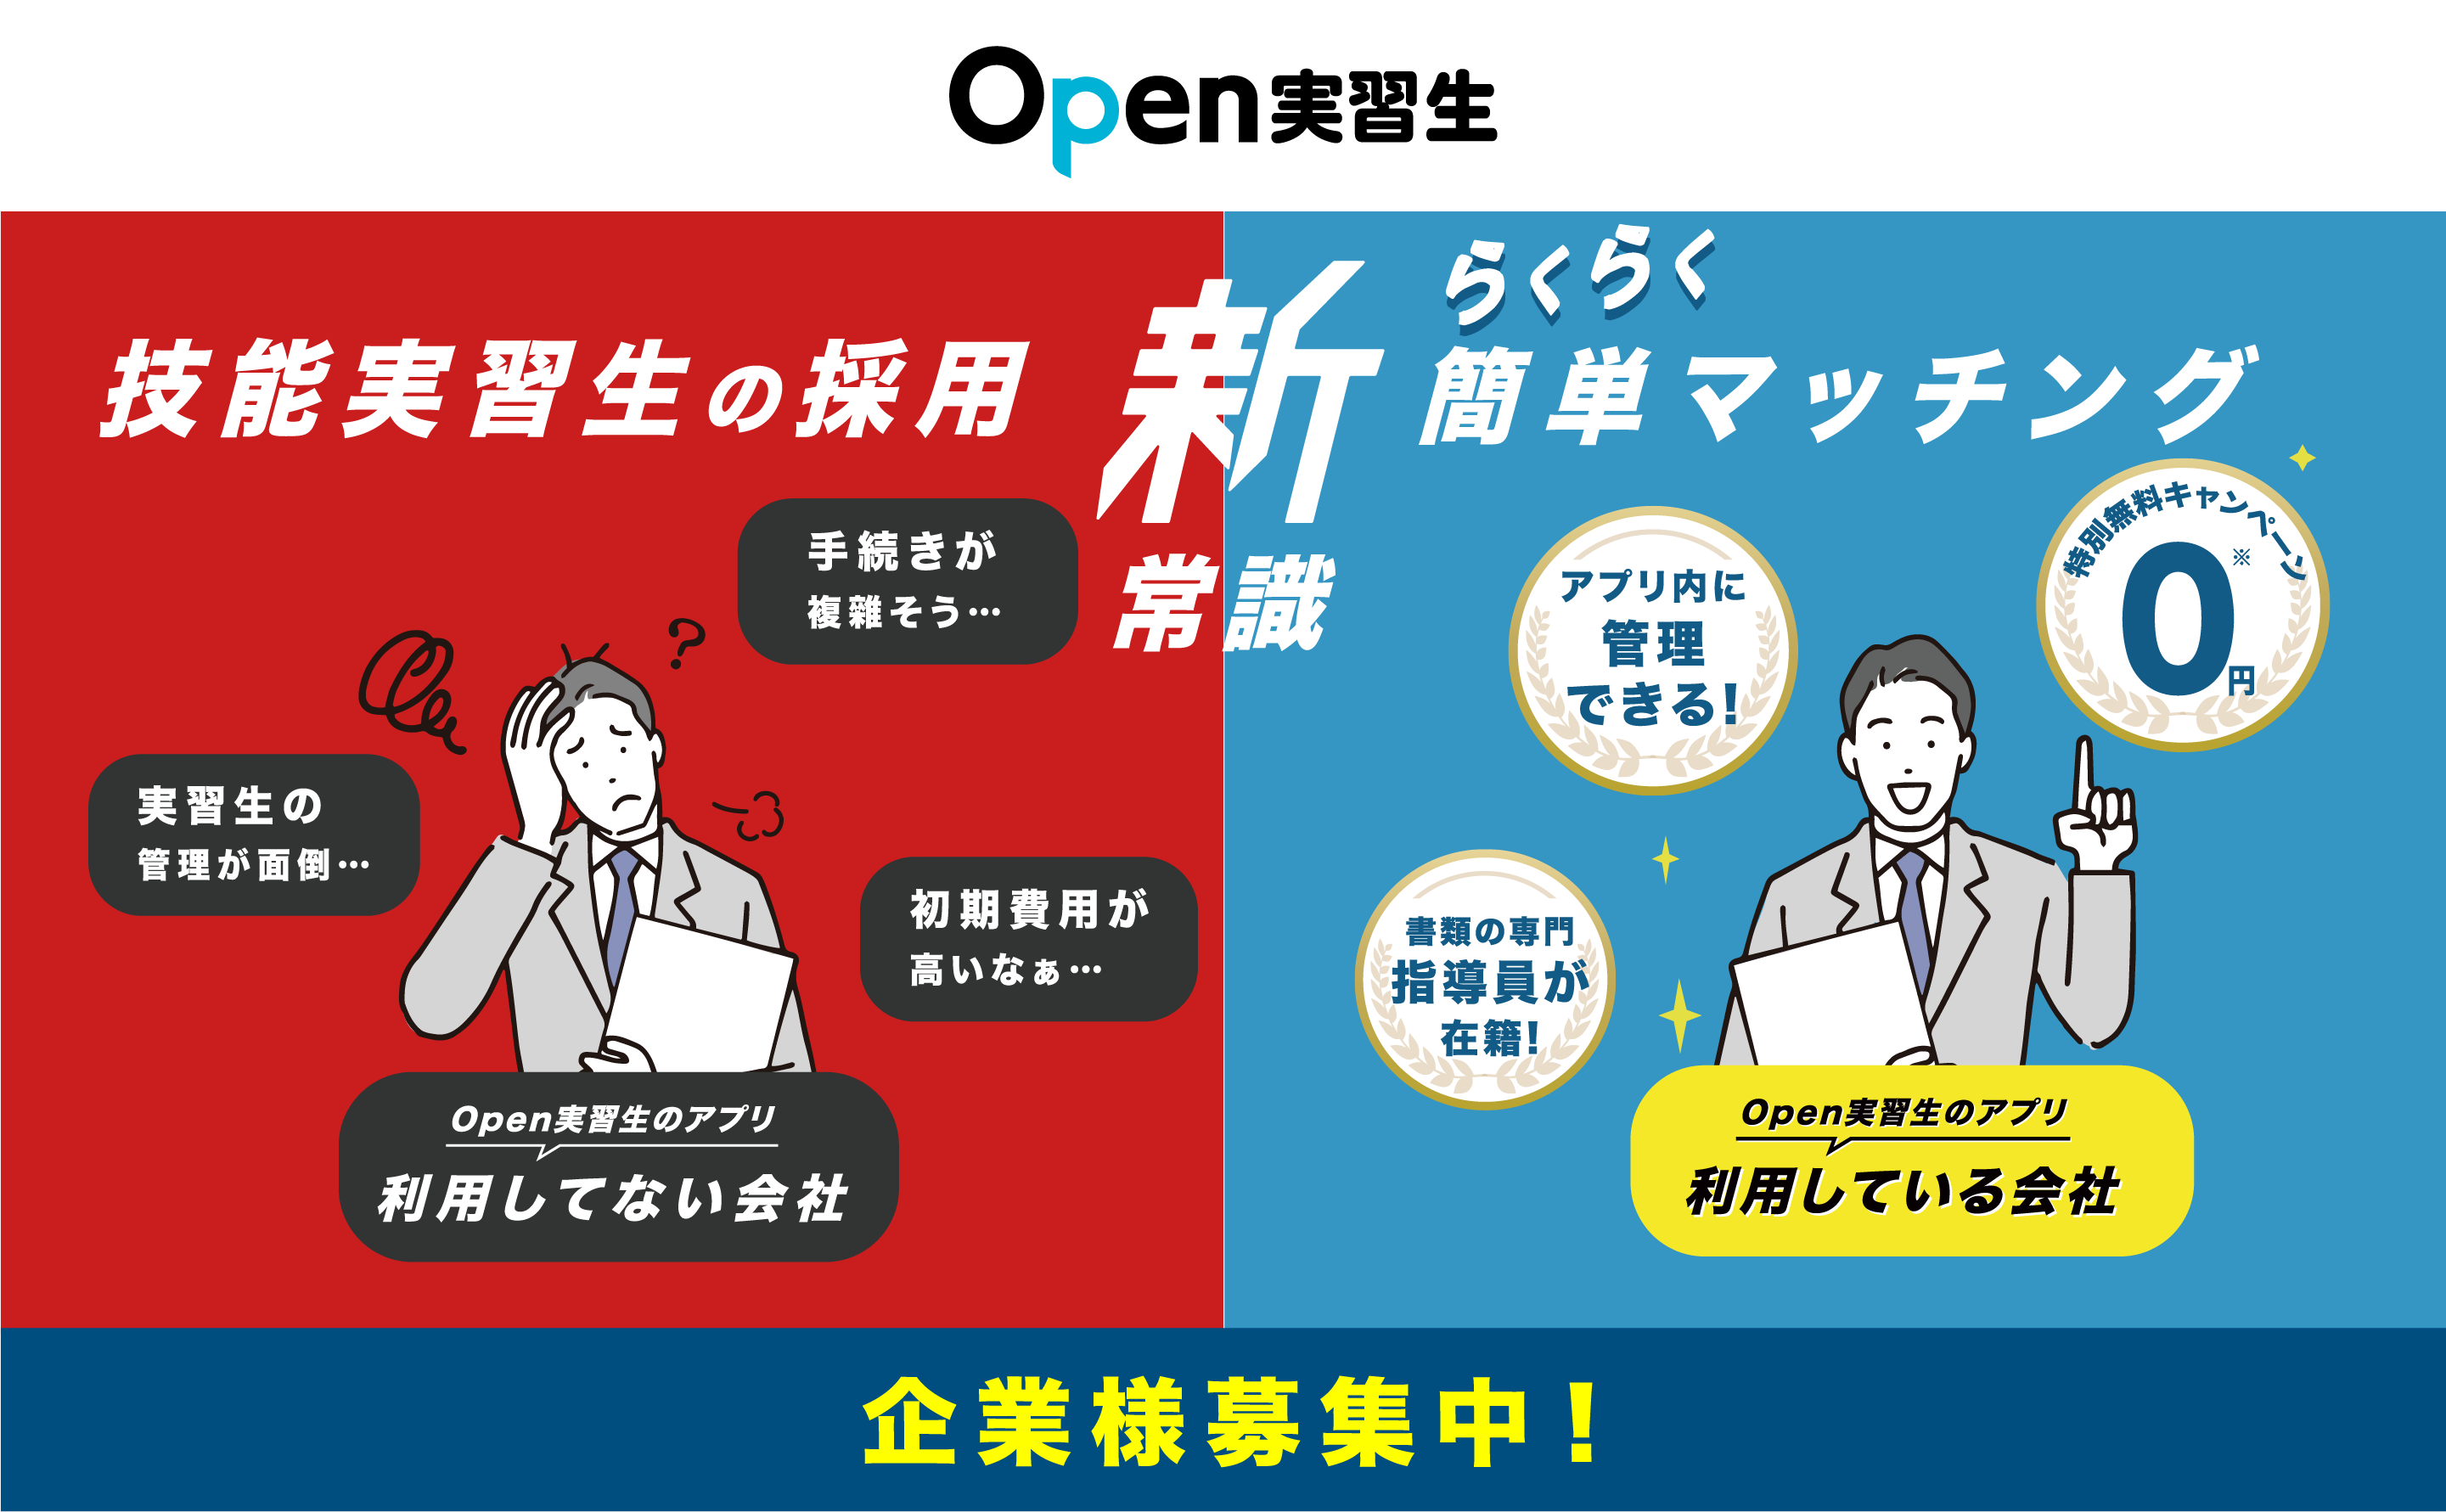 Open実習生
技能実習生の採用
新
常識
らくらく
簡単マッチング
手続きが
複雑そう…
?
実習生の
管理が面倒…
初期費用が
高いなぁ…
Open実習生のアプリ
利用してない会社
アプリ内に
管理
できる!
特別無料キャンペーン
0※
円
書類の専門
指導員が
在籍!
Open実習生のアプリ
利用している会社
企業様募集中!